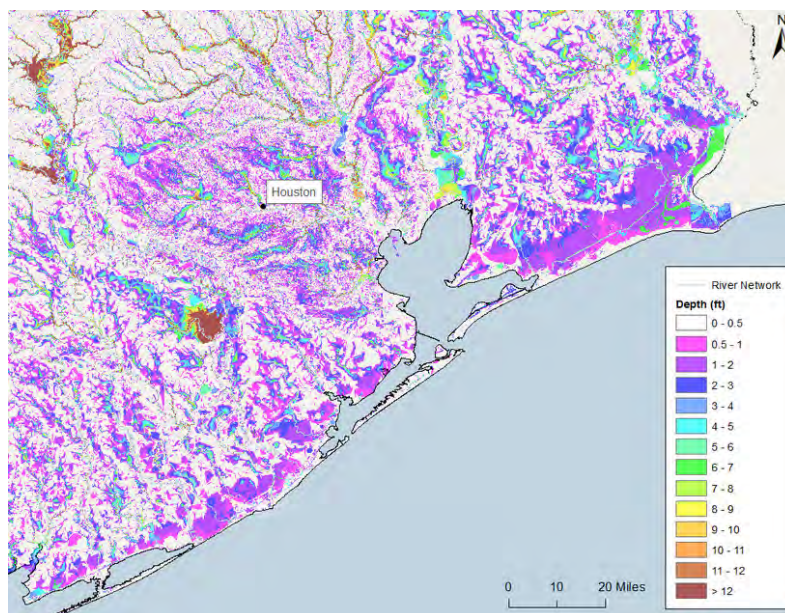 N
Houston
River Network
Depth (ft)
0 - 0.5
0.5 - 1
1 - 2
2 - 3
3 - 4
4 - 5
5 - 6
6 - 7
7 - 8
8 - 9
9 - 10
10 - 11
11 - 12
> 12
0 10 20 Miles